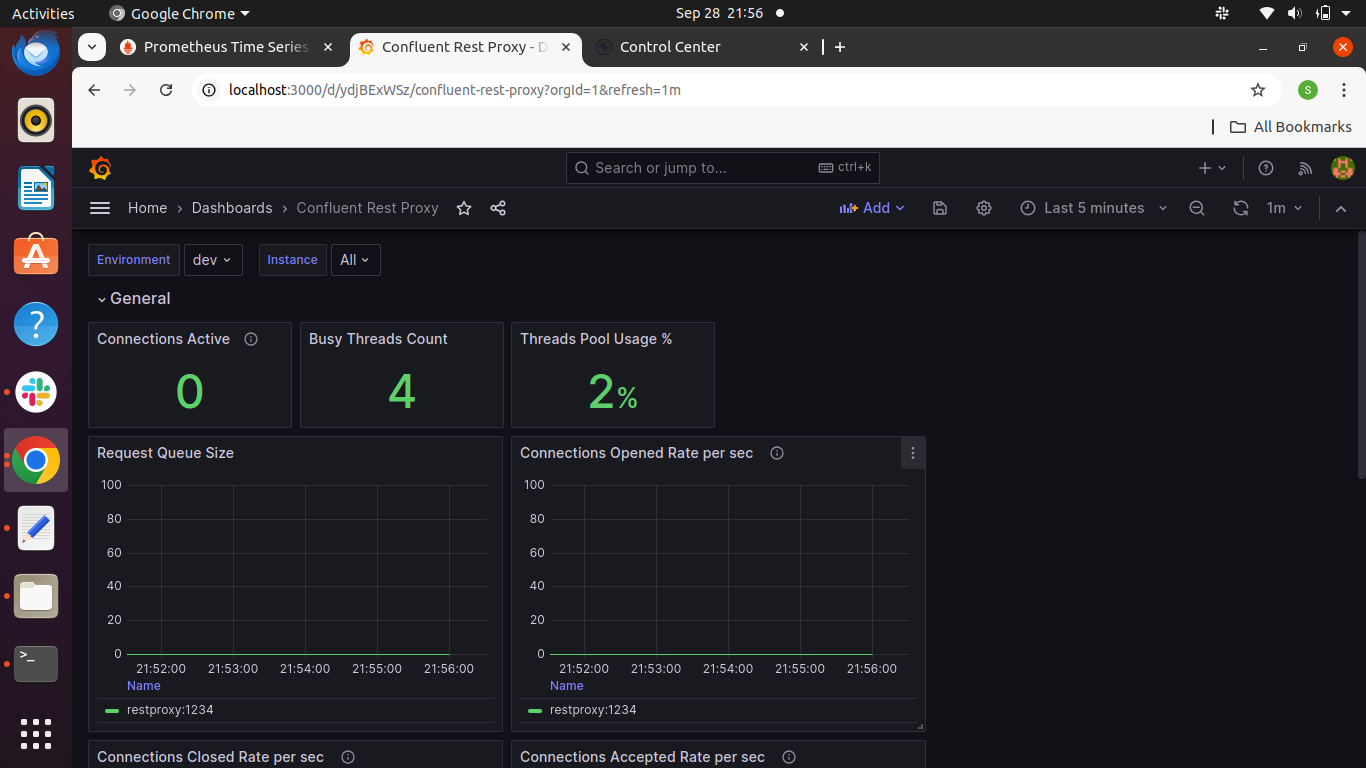 Activities Google Chrome Sep 28 21:56
Prometheus Time Series Confluent Rest Proxy - D Control Center
localhost:3000/d/ydjBExWSz/confluent-rest-proxy?orgId=1&refresh=1m S
All Bookmarks
Search or jump to... ctrl+k
Home › Dashboards › Confluent Rest Proxy Add Last 5 minutes 1m
Environment dev Instance All
General
Connections Active Busy Threads Count Threads Pool Usage %
0 4 2%
Request Queue Size Connections Opened Rate per sec
100 100
80 80
60 60
40 40
20 20
0 0
21:52:00 21:53:00 21:54:00 21:55:00 21:56:00 21:52:00 21:53:00 21:54:00 21:55:00 21:56:00
Name Name
restproxy:1234 restproxy:1234
Connections Closed Rate per sec Connections Accepted Rate per sec